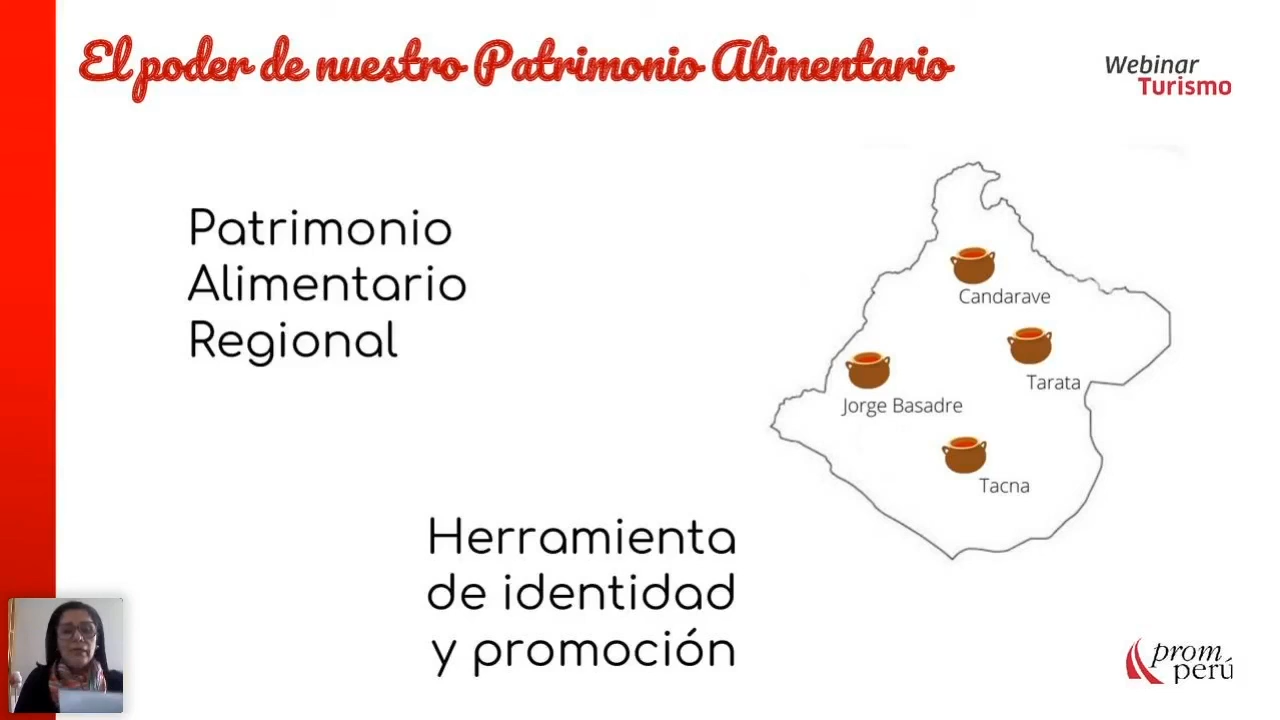 El poder de nuestro Patrimonio Alimentario
Webinar
Turismo
Patrimonio
Alimentario
Regional
Candarave
Tarata
Jorge Basadre
Tacna
Herramienta
de identidad
y promoción
prom
perú